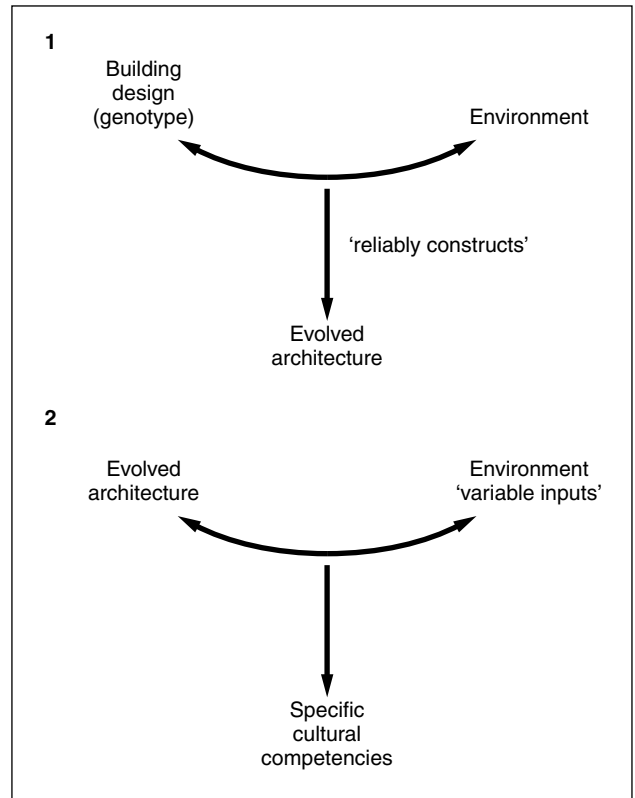 1
Building
design
(genotype)
Environment
‘reliably constructs’
Evolved
architecture
2
Evolved
architecture
Environment
‘variable inputs’
Specific
cultural
competencies